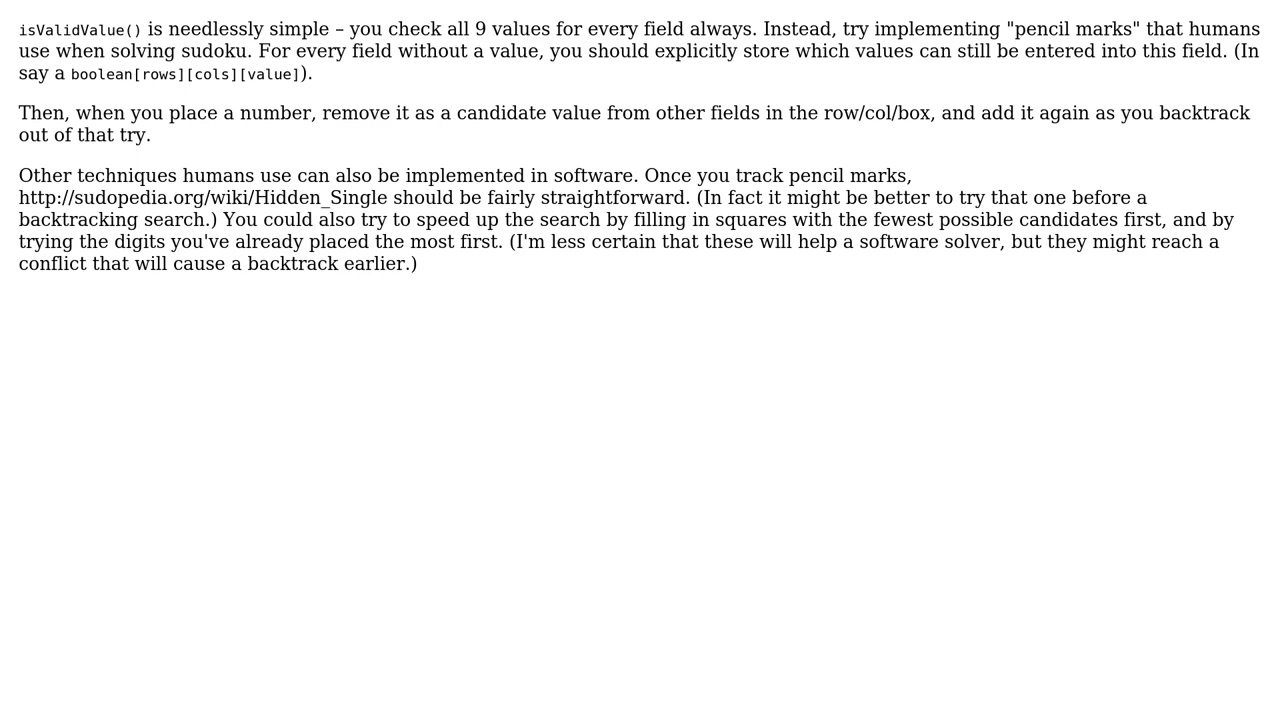 isValidValue() is needlessly simple – you check all 9 values for every field always. Instead, try implementing "pencil marks" that humans
use when solving sudoku. For every field without a value, you should explicitly store which values can still be entered into this field. (In
say a boolean[rows][cols][value]).
Then, when you place a number, remove it as a candidate value from other fields in the row/col/box, and add it again as you backtrack
out of that try.
Other techniques humans use can also be implemented in software. Once you track pencil marks,
http://sudopedia.org/wiki/Hidden_Single should be fairly straightforward. (In fact it might be better to try that one before a
backtracking search.) You could also try to speed up the search by filling in squares with the fewest possible candidates first, and by
trying the digits you've already placed the most first. (I'm less certain that these will help a software solver, but they might reach a
conflict that will cause a backtrack earlier.)